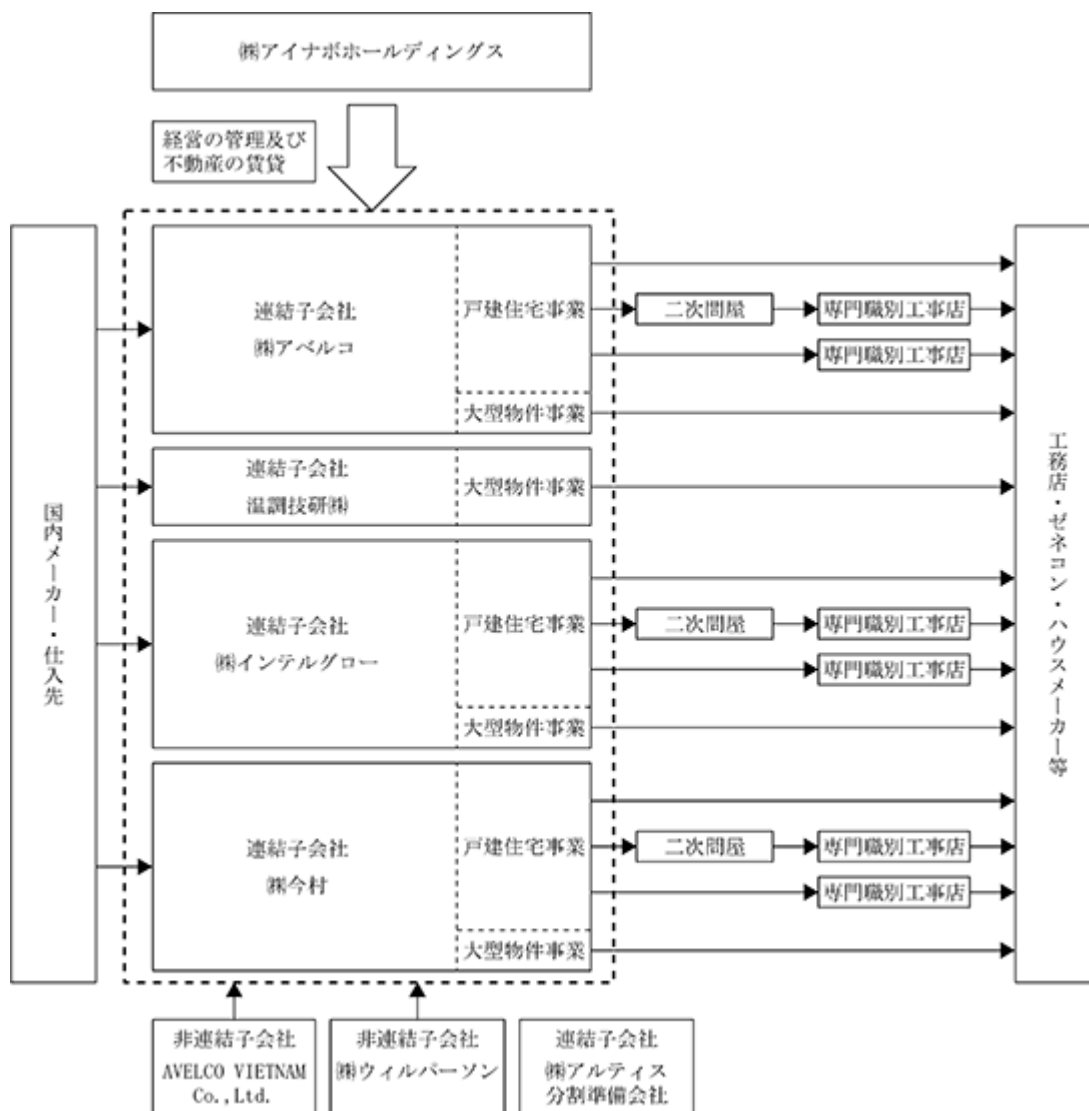 ㈱アイナボホールディングス
経営の管理及び
不動産の賃貸
国内メーカー・仕入先
連結子会社
㈱アベルコ
戸建住宅事業
大型物件事業
二次問屋
専門職別工事店
専門職別工事店
連結子会社
温調技研㈱
大型物件事業
連結子会社
㈱インテルグロー
戸建住宅事業
大型物件事業
二次問屋
専門職別工事店
専門職別工事店
連結子会社
㈱今村
戸建住宅事業
大型物件事業
二次問屋
専門職別工事店
専門職別工事店
工務店・ゼネコン・ハウスメーカー等
非連結子会社
AVELCO VIETNAM
Co.,Ltd.
非連結子会社
㈱ウィルパーソン
連結子会社
㈱アルティス
分割準備会社